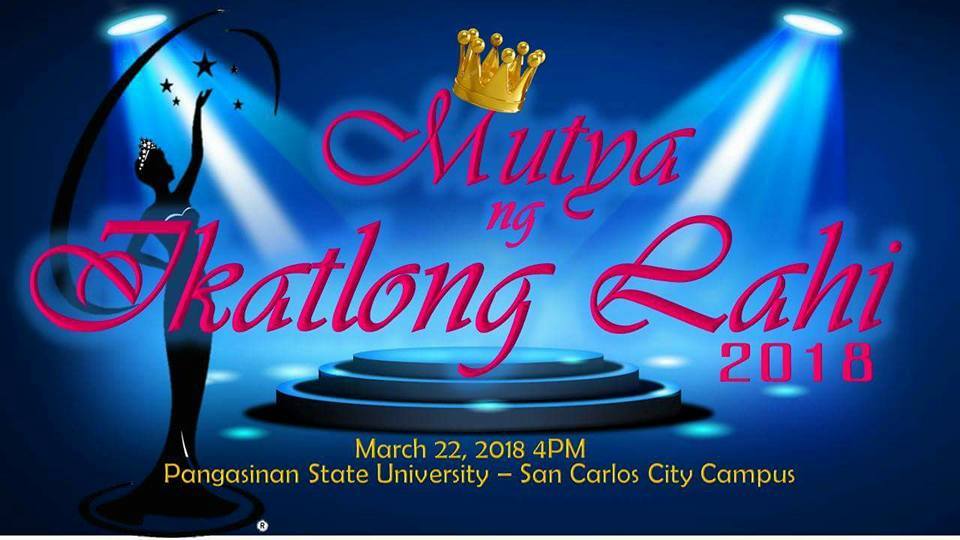 Mutya
ng
Ikatlong Lahi
2018
March 22, 2018 4PM
Pangasinan State University – San Carlos City Campus
®